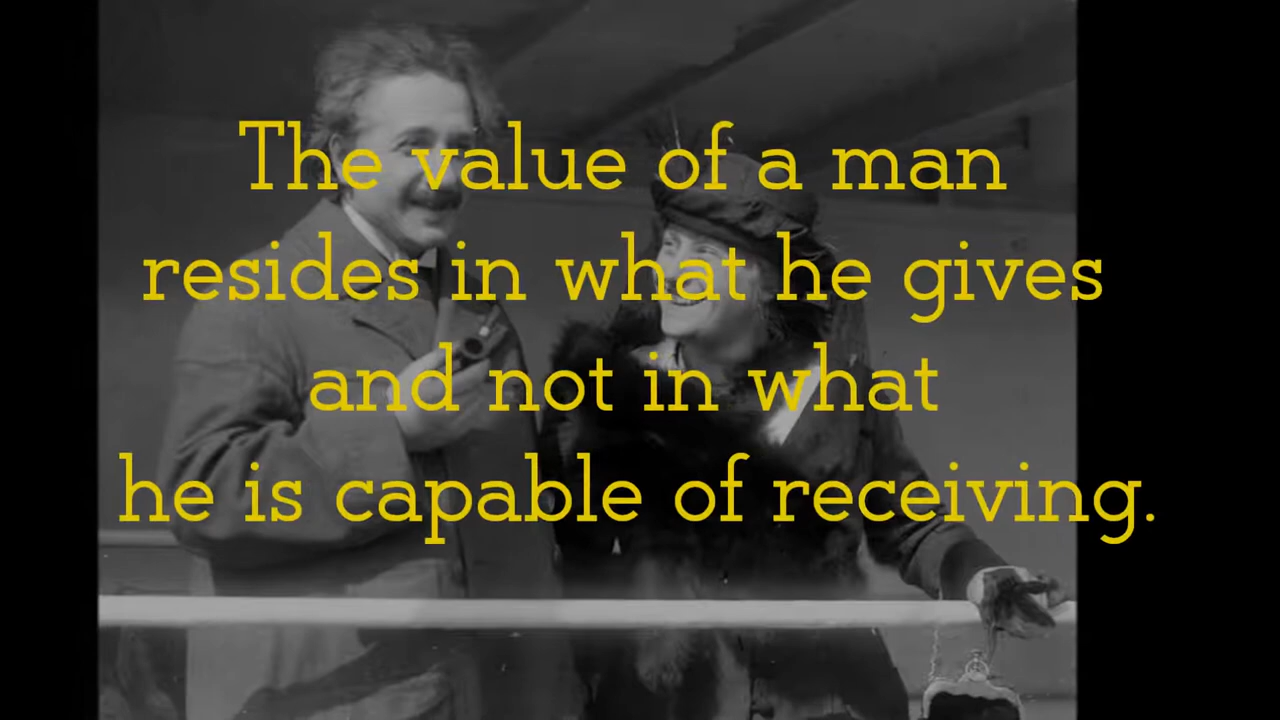 The value of a man
resides in what he gives
and not in what
he is capable of receiving.